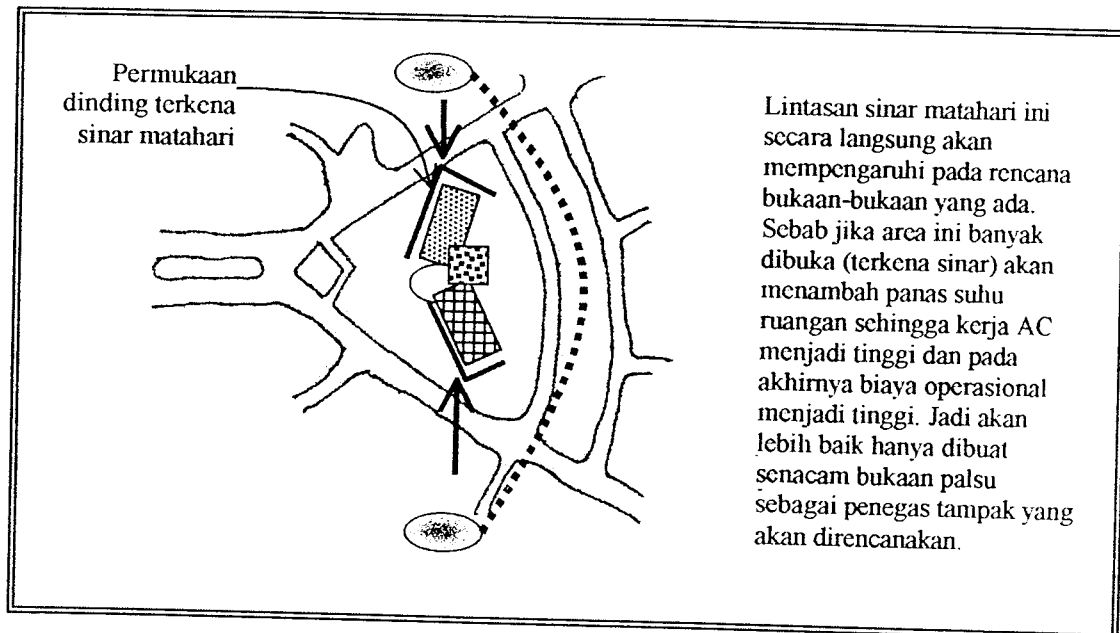 Permukaan
dinding terkena
sinar matahari
Lintasan sinar matahari ini
secara langsung akan
mempengaruhi pada rencana
bukaan-bukaan yang ada.
Sebab jika area ini banyak
dibuka (terkena sinar) akan
menambah panas suhu
ruangan sehingga kerja AC
menjadi tinggi dan pada
akhirnya biaya operasional
menjadi tinggi. Jadi akan
lebih baik hanya dibuat
semacam bukaan palsu
sebagai penegas tampak yang
akan direncanakan.